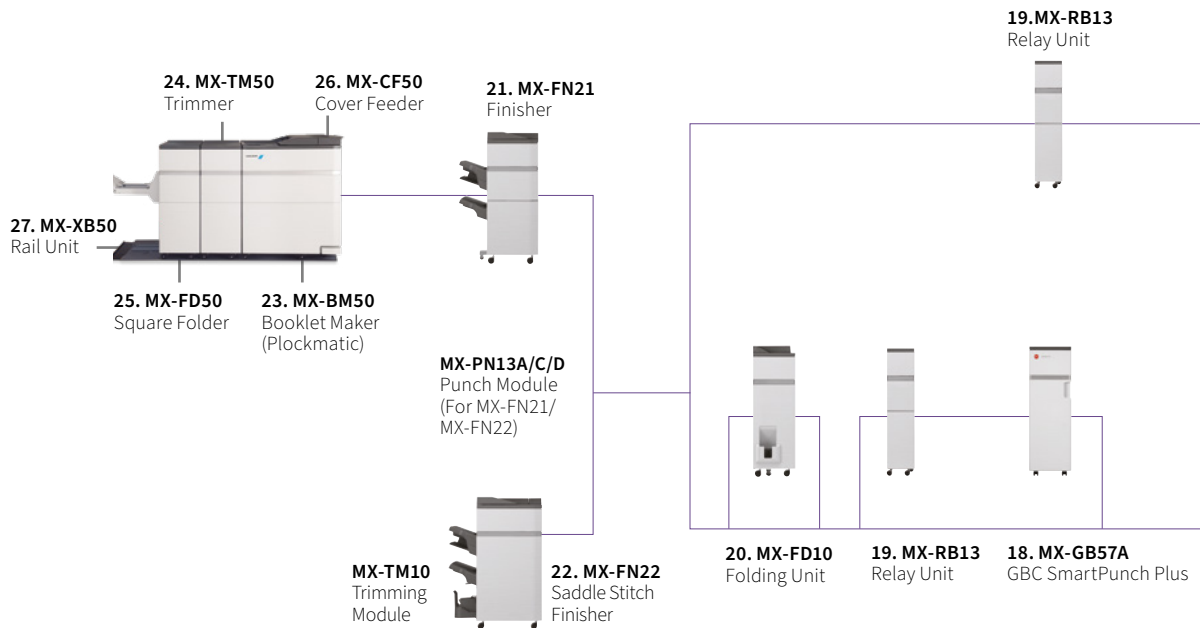 19.MX-RB13
Relay Unit
24. MX-TM50
Trimmer
26. MX-CF50
Cover Feeder
21. MX-FN21
Finisher
27. MX-XB50
Rail Unit
25. MX-FD50
Square Folder
23. MX-BM50
Booklet Maker
(Plockmatic)
MX-PN13A/C/D
Punch Module
(For MX-FN21/
MX-FN22)
MX-TM10
Trimming
Module
22. MX-FN22
Saddle Stitch
Finisher
20. MX-FD10
Folding Unit
19. MX-RB13
Relay Unit
18. MX-GB57A
GBC SmartPunch Plus